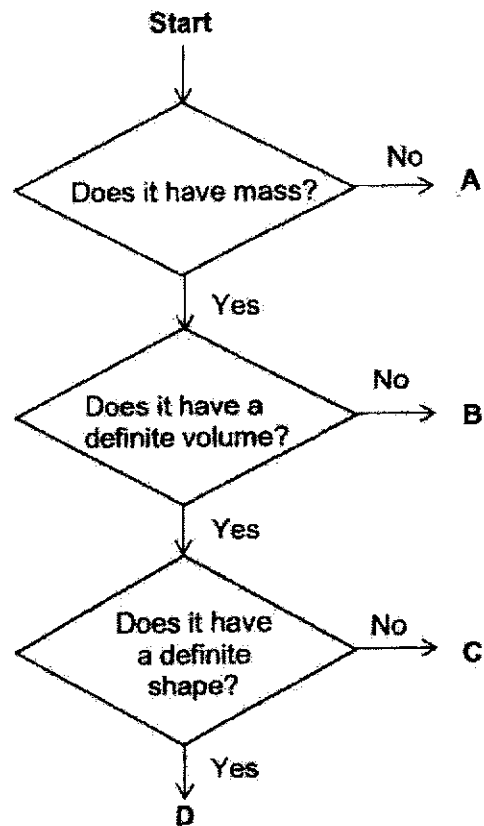 Start
Does it have mass?
No
A
Yes
Does it have a
definite volume?
No
B
Yes
Does it have
a definite
shape?
No
C
Yes
D